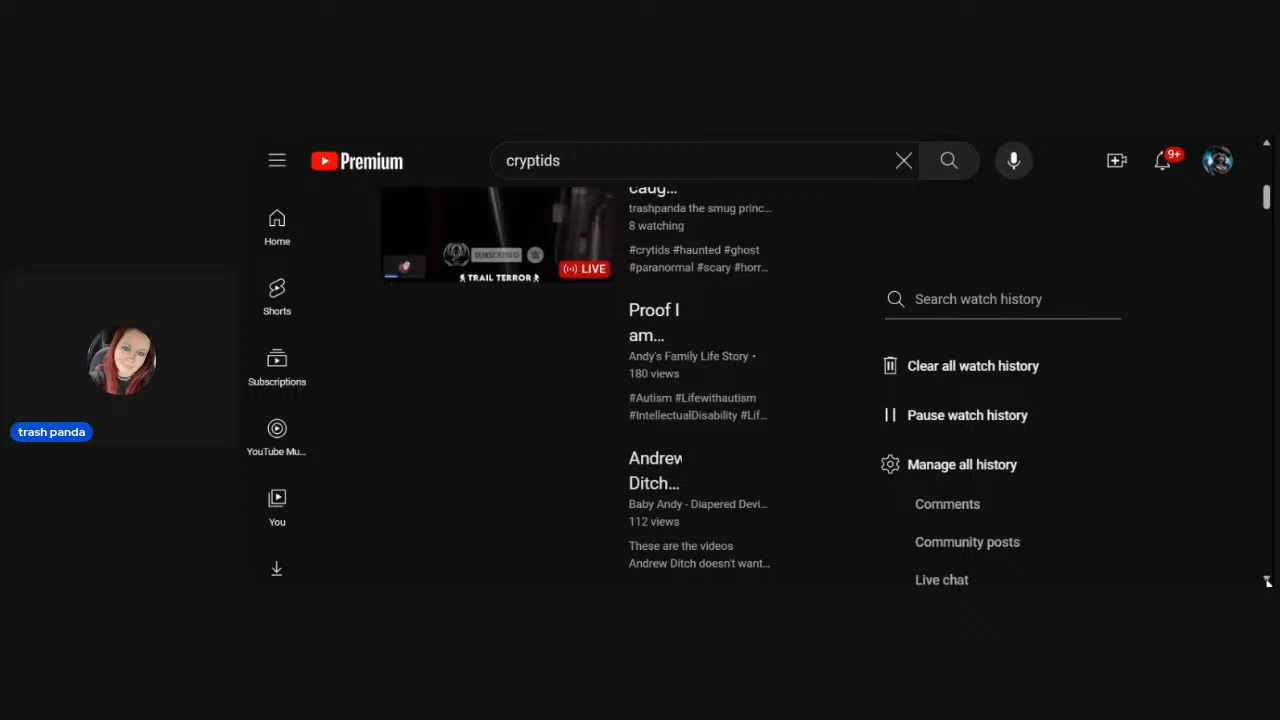 Premium
cryptids
9+
Home
Shorts
Subscriptions
YouTube Mu...
You
SUBSCRIBED
TRAIL TERROR
LIVE
caug...
trashpanda the smug princ...
8 watching
#crytids #haunted #ghost
#paranormal #scary #horr...
Proof I
am...
Andy's Family Life Story •
180 views
#Autism #Lifewithautism
#IntellectualDisability #Lif...
Andrew
Ditch...
Baby Andy - Diapered Devi...
112 views
These are the videos
Andrew Ditch doesn't want...
Search watch history
Clear all watch history
Pause watch history
Manage all history
Comments
Community posts
Live chat
trash panda